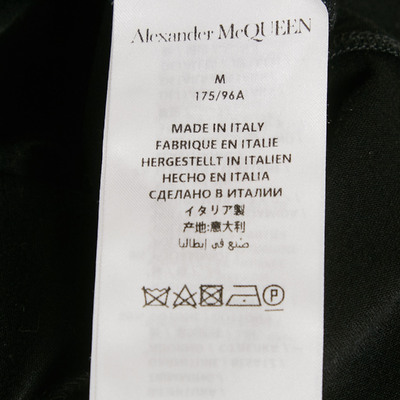 Alexander McQUEEN
M
175/96A
MADE IN ITALY
FABRIQUE EN ITALIE
HERGESTELLT IN ITALIEN
HECHO EN ITALIA
СДЕЛАНО В ИТАЛИИ
イタリア製
产地:意大利
صنع في إيطاليا
P